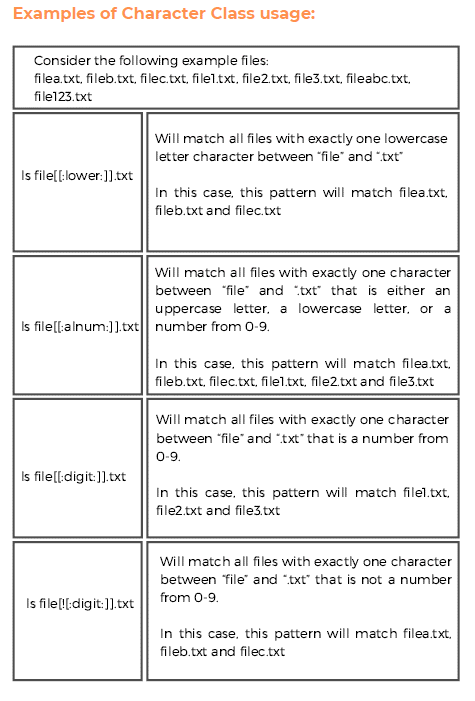 Examples of Character Class usage:
Consider the following example files:
filea.txt, fileb.txt, filec.txt, file1.txt, file2.txt, file3.txt, fileabc.txt,
file123.txt
ls file[[:lower:]].txt
Will match all files with exactly one lowercase
letter character between “file” and “.txt”
In this case, this pattern will match filea.txt,
fileb.txt and filec.txt
ls file[[:alnum:]].txt
Will match all files with exactly one character
between “file” and “.txt” that is either an
uppercase letter, a lowercase letter, or a
number from 0-9.
In this case, this pattern will match filea.txt,
fileb.txt, filec.txt, file1.txt, file2.txt and file3.txt
ls file[[:digit:]].txt
Will match all files with exactly one character
between “file” and “.txt” that is a number from
0-9.
In this case, this pattern will match file1.txt,
file2.txt and file3.txt
ls file[![:digit:]].txt
Will match all files with exactly one character
between “file” and “.txt” that is not a number
from 0-9.
In this case, this pattern will match filea.txt,
fileb.txt and filec.txt